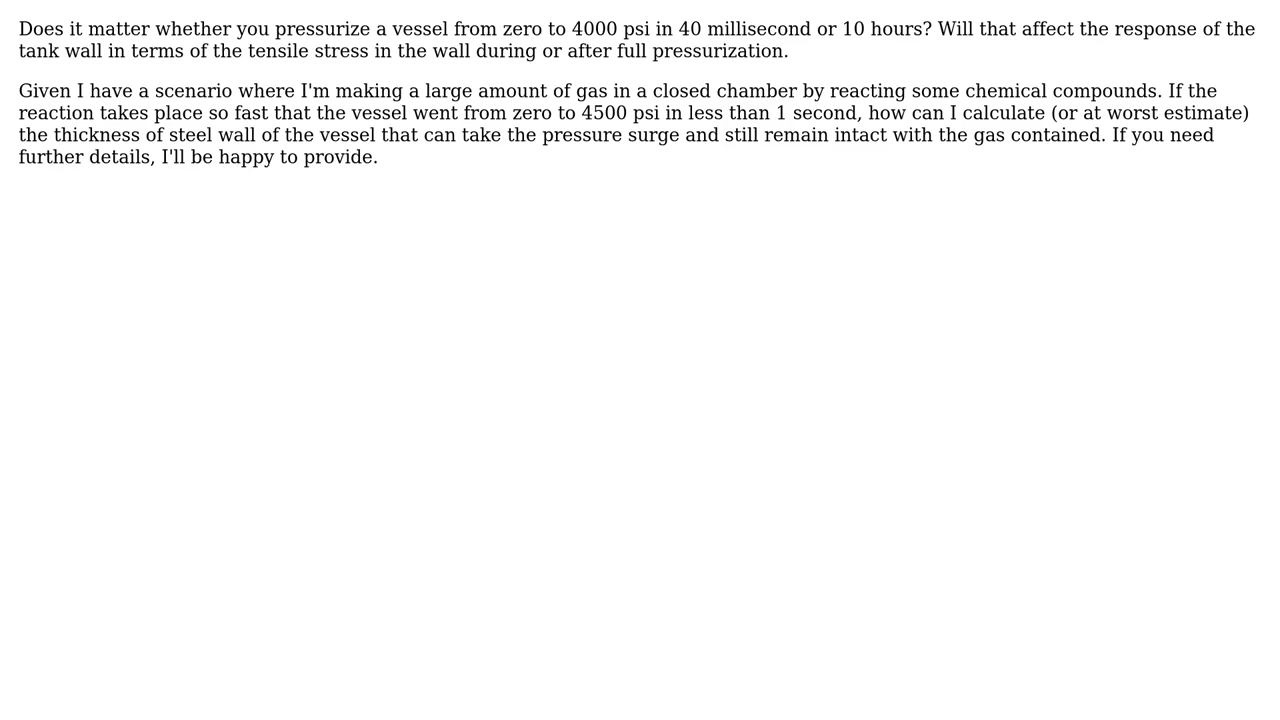 Does it matter whether you pressurize a vessel from zero to 4000 psi in 40 millisecond or 10 hours? Will that affect the response of the
tank wall in terms of the tensile stress in the wall during or after full pressurization.
Given I have a scenario where I'm making a large amount of gas in a closed chamber by reacting some chemical compounds. If the
reaction takes place so fast that the vessel went from zero to 4500 psi in less than 1 second, how can I calculate (or at worst estimate)
the thickness of steel wall of the vessel that can take the pressure surge and still remain intact with the gas contained. If you need
further details, I'll be happy to provide.